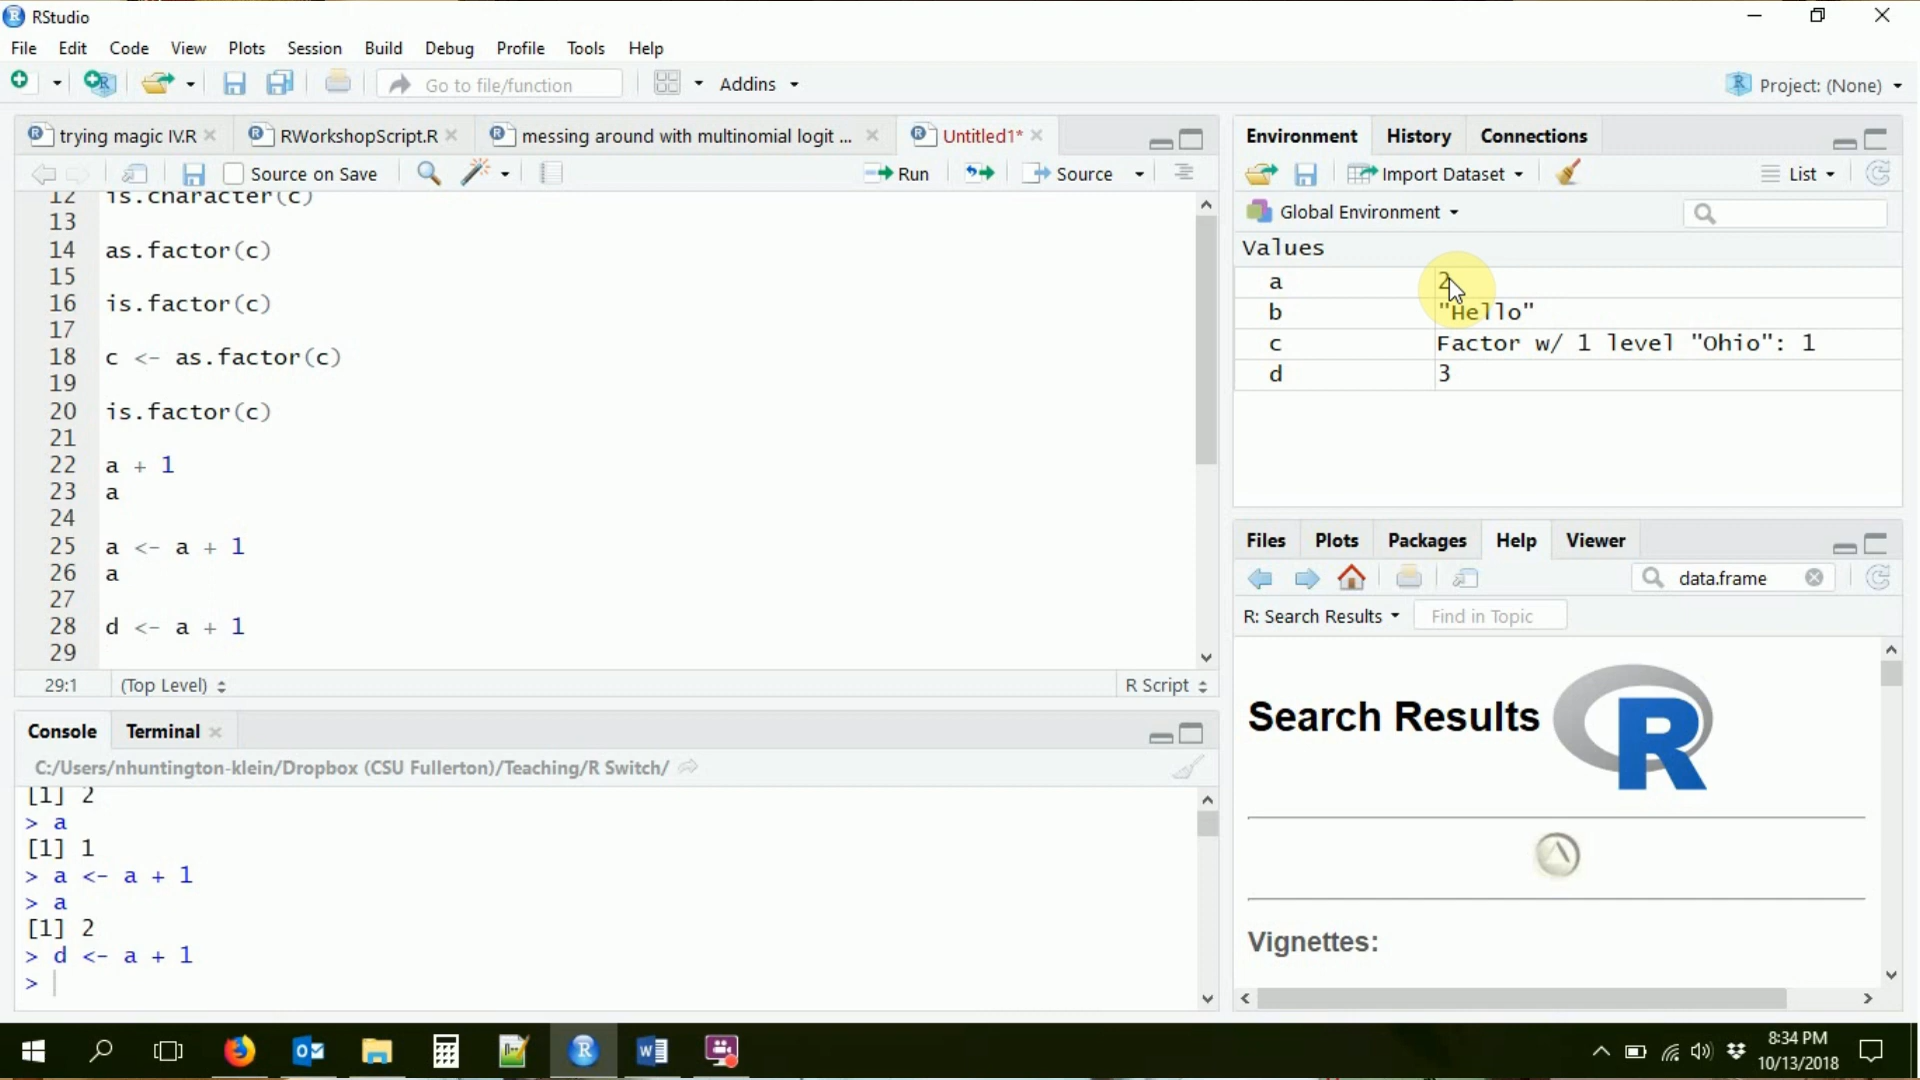 RStudio
File Edit Code View Plots Session Build Debug Profile Tools Help
Go to file/function Addins Project: (None)
trying magic IV.R RWorkshopScript.R messing around with multinomial logit ... Untitled1*
Source on Save Run Source
12 is.character(c)
13
14 as.factor(c)
15
16 is.factor(c)
17
18 c <- as.factor(c)
19
20 is.factor(c)
21
22 a + 1
23 a
24
25 a <- a + 1
26 a
27
28 d <- a + 1
29
29:1 (Top Level) R Script
Console Terminal
C:/Users/nhuntington-klein/Dropbox (CSU Fullerton)/Teaching/R Switch/
[1] 2
> a
[1] 1
> a <- a + 1
> a
[1] 2
> d <- a + 1
>
Environment History Connections
Import Dataset List
Global Environment
Values
a 2
b "Hello"
c Factor w/ 1 level "Ohio": 1
d 3
Files Plots Packages Help Viewer
data.frame
R: Search Results Find in Topic
Search Results R
Vignettes:
8:34 PM
10/13/2018